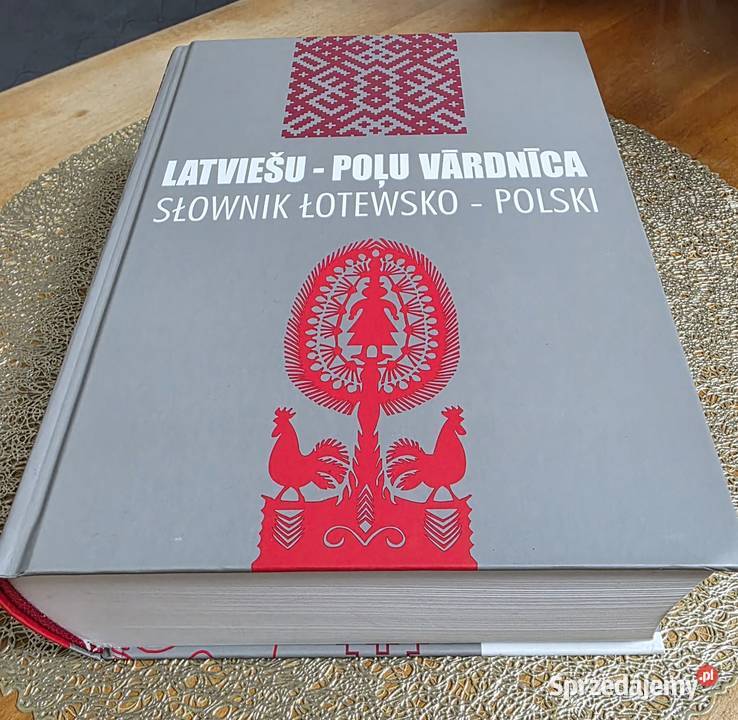 LATVIEŠU - POĻU VĀRDNĪCA
SŁOWNIK ŁOTEWSKO - POLSKI
Sprzedajemy.pl